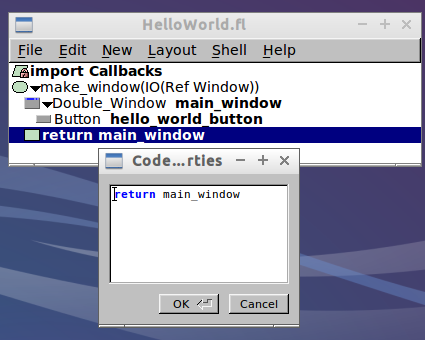 HelloWorld.fl
File Edit New Layout Shell Help
import Callbacks
make_window(IO(Ref Window))
Double_Window main_window
Button hello_world_button
return main_window
Code...rties
return main_window
OK Cancel